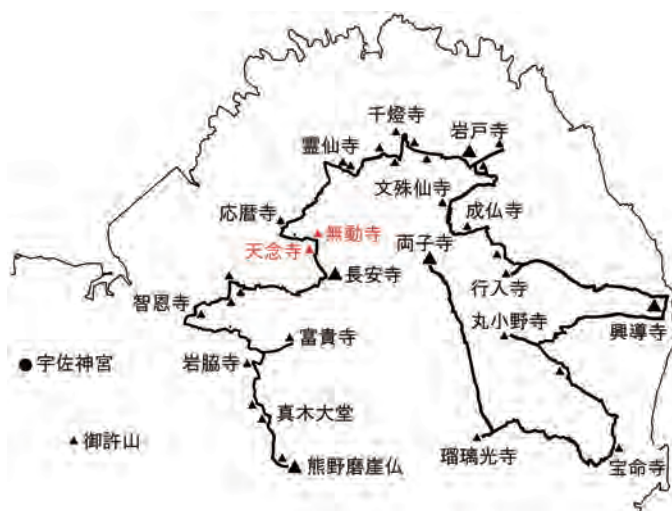 千燈寺
岩戸寺
霊仙寺
文殊仙寺
応暦寺
成仏寺
無動寺
両子寺
天念寺
長安寺
行入寺
智恩寺
興導寺
丸小野寺
富貴寺
宇佐神宮
岩脇寺
真木大堂
御許山
瑠璃光寺
宝命寺
熊野磨崖仏